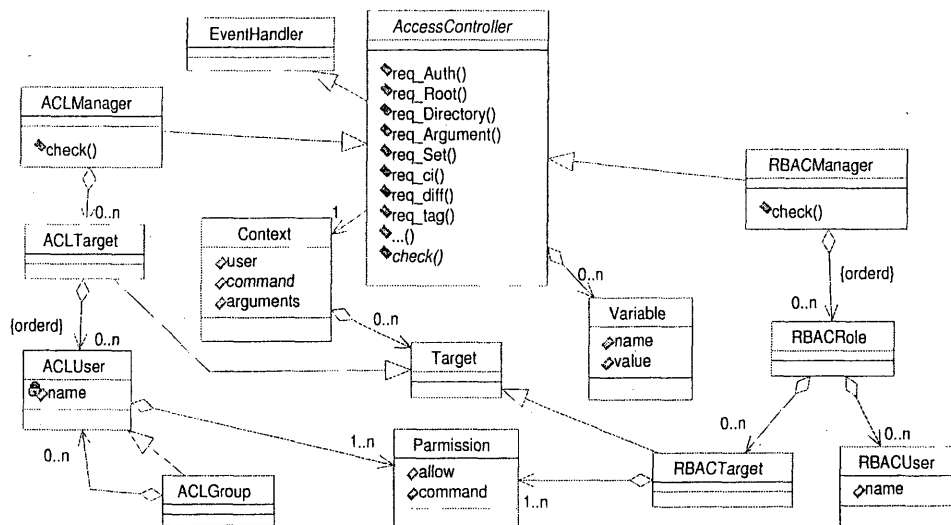 EventHandler
AccessController
req_Auth()
req_Root()
req_Directory()
req_Argument()
req_Set()
req_ci()
req_diff()
req_tag()
...()
check()
ACLManager
check()
RBACManager
check()
0..n
1
ACLTarget
Context
user
command
arguments
0..n
{orderd}
0..n
Variable
name
value
0..n
RBACRole
{orderd}
0..n
0..n
Target
ACLUser
name
0..n
1..n
Parmission
allow
command
0..n
0..n
RBACTarget
1..n
RBACUser
name
ACLGroup